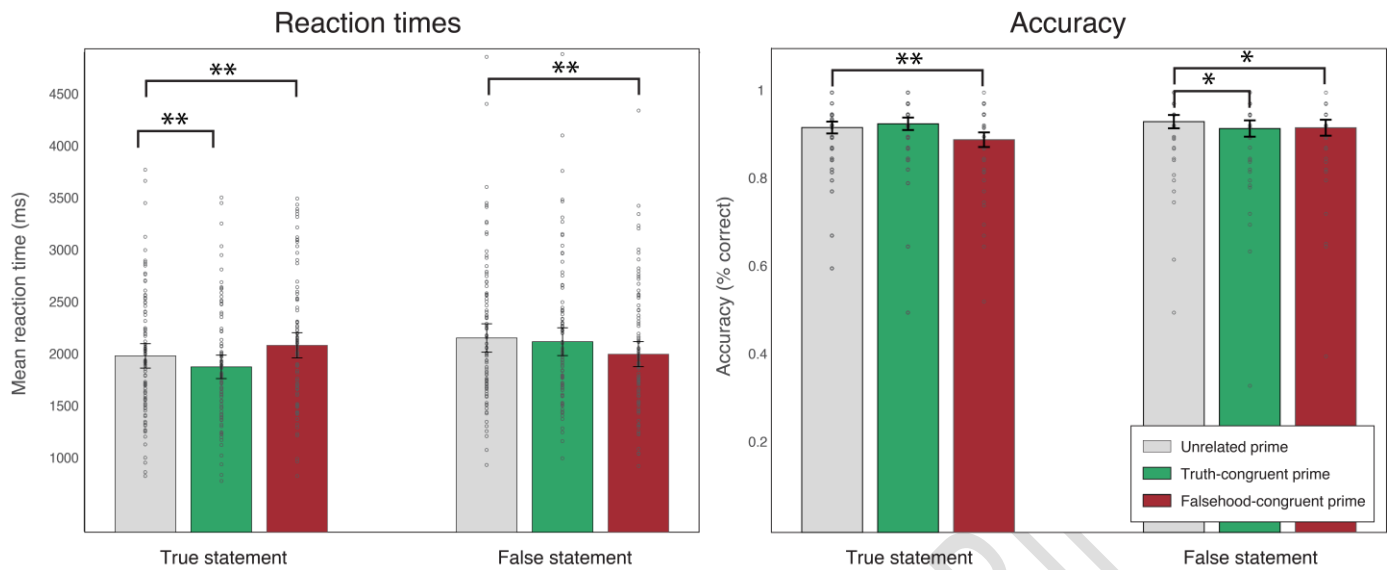 Reaction times
Mean reaction time (ms)
4500
4000
3500
3000
2500
2000
1500
1000
**
**
**
True statement
False statement
Accuracy
Accuracy (% correct)
1
0.8
0.6
0.4
0.2
**
*
*
True statement
False statement
Unrelated prime
Truth-congruent prime
Falsehood-congruent prime